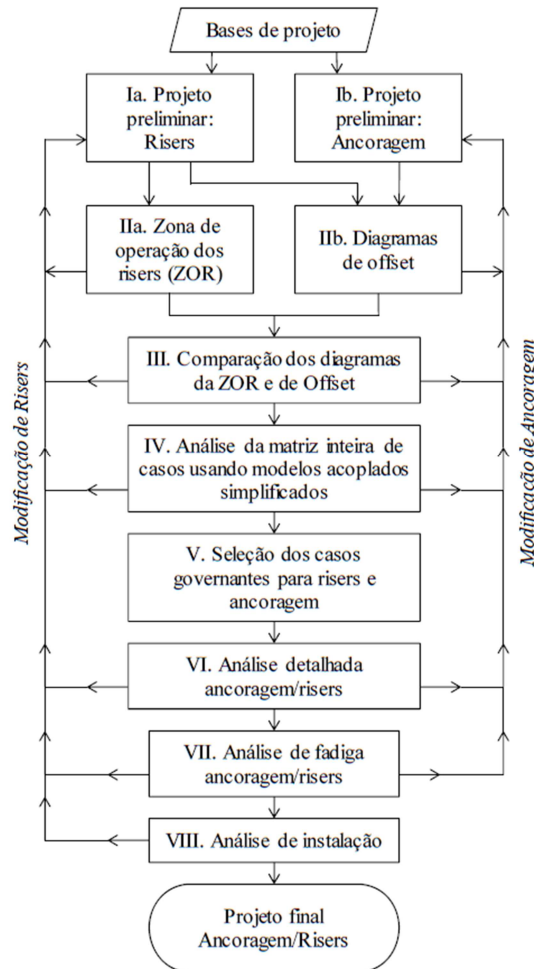 Bases de projeto
Ia. Projeto
preliminar:
Risers
Ib. Projeto
preliminar:
Ancoragem
IIa. Zona de
operação dos
risers (ZOR)
IIb. Diagramas
de offset
III. Comparação dos diagramas
da ZOR e de Offset
IV. Análise da matriz inteira de
casos usando modelos acoplados
simplificados
V. Seleção dos casos
governantes para risers e
ancoragem
VI. Análise detalhada
ancoragem/risers
VII. Análise de fadiga
ancoragem/risers
VIII. Análise de instalação
Projeto final
Ancoragem/Risers
Modificação de Risers
Modificação de Ancoragem